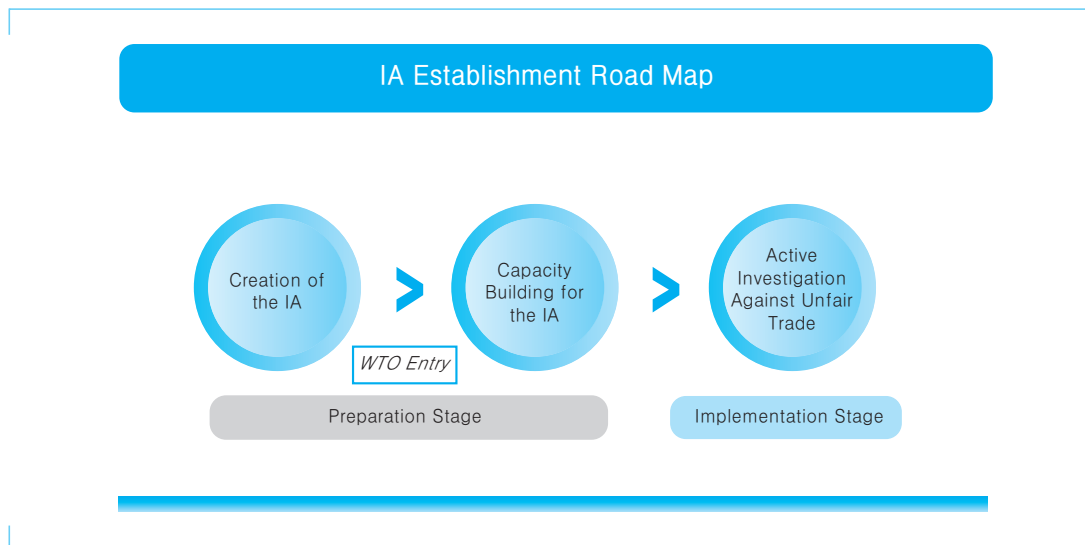 IA Establishment Road Map
Creation of
the IA
>
Capacity
Building for
the IA
>
Active
Investigation
Against Unfair
Trade
WTO Entry
Preparation Stage
Implementation Stage